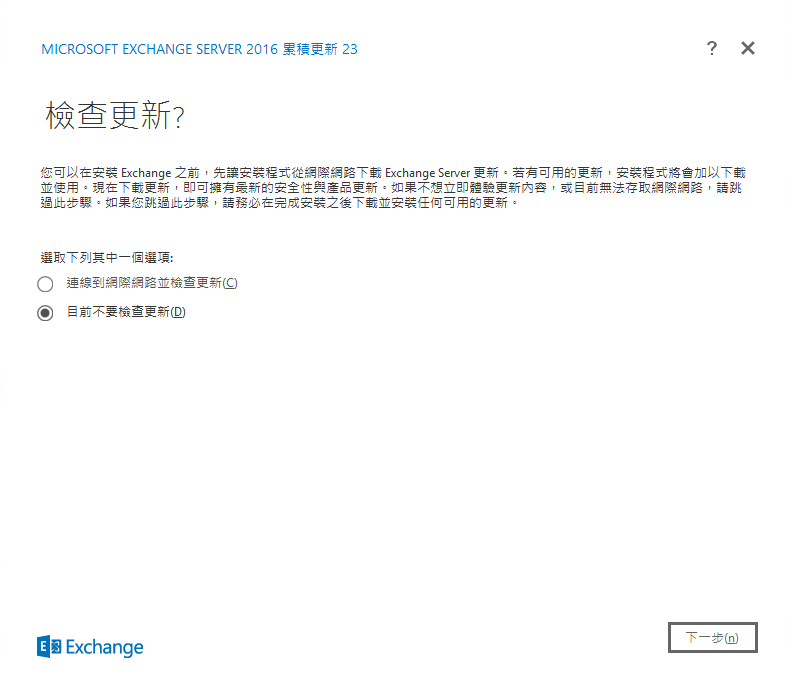 MICROSOFT EXCHANGE SERVER 2016 累積更新 23
?
檢查更新?
您可以在安裝 Exchange 之前，先讓安裝程式從網際網路下載 Exchange Server 更新。若有可用的更新，安裝程式將會加以下載
並使用。現在下載更新，即可擁有最新的安全性與產品更新。如果不想立即體驗更新內容，或目前無法存取網際網路，請跳
過此步驟。如果您跳過此步驟，請務必在完成安裝之後下載並安裝任何可用的更新。
選取下列其中一個選項:
連線到網際網路並檢查更新(C)
目前不要檢查更新(D)
Exchange
下一步(n)